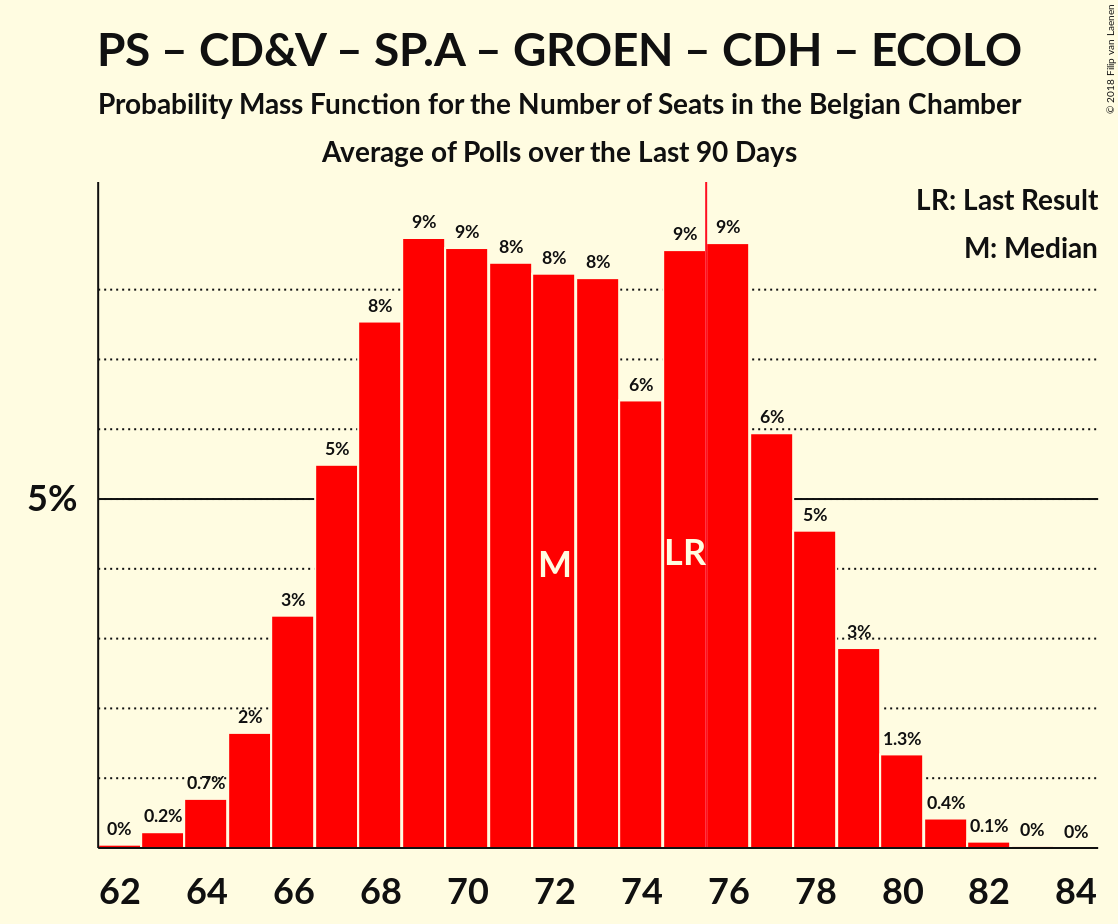 PS – CD&V – SP.A – GROEN – CDH – ECOLO
Probability Mass Function for the Number of Seats in the Belgian Chamber
Average of Polls over the Last 90 Days
© 2018 Filip van Laenen
LR: Last Result
M: Median
5%
0%
0.2%
0.7%
2%
3%
5%
8%
9%
9%
8%
8%
8%
6%
9%
9%
6%
5%
3%
1.3%
0.4%
0.1%
0%
0%
M
LR
62 64 66 68 70 72 74 76 78 80 82 84